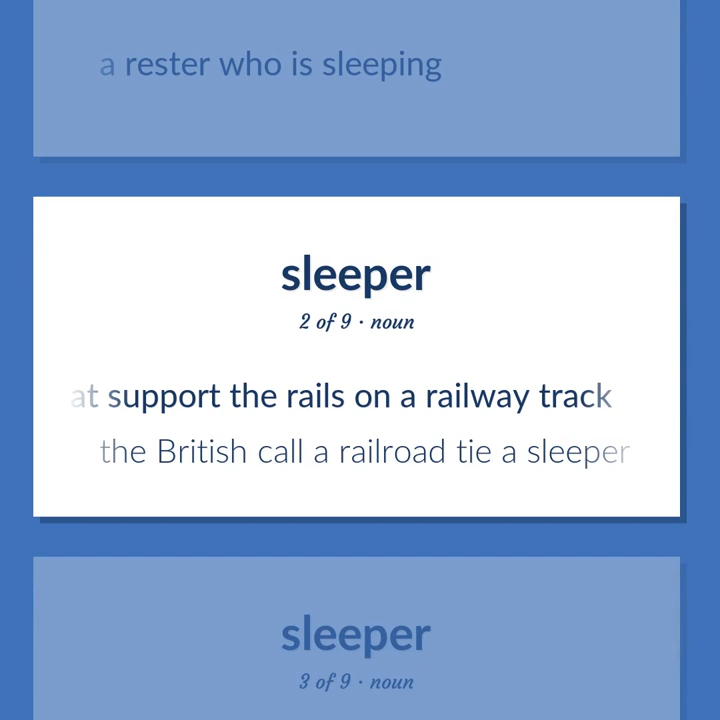 a rester who is sleeping
sleeper
2 of 9 · noun
at support the rails on a railway track
the British call a railroad tie a sleeper
sleeper
3 of 9 · noun